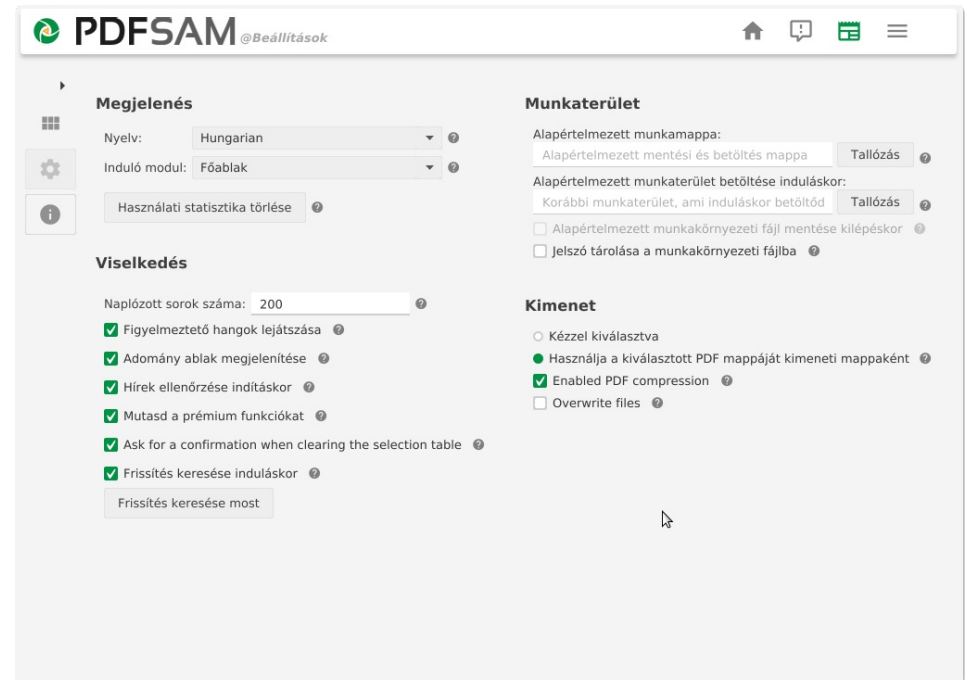 PDFSAM @Beállítások
Megjelenés
Nyelv: Hungarian
Induló modul: Főablak
Használati statisztika törlése
Viselkedés
Naplózott sorok száma: 200
Figyelmeztető hangok lejátszása
Adomány ablak megjelenítése
Hírek ellenőrzése indításkor
Mutasd a prémium funkciókat
Ask for a confirmation when clearing the selection table
Frissítés keresése induláskor
Frissítés keresése most
Munkaterület
Alapértelmezett munkamappa:
Alapértelmezett mentési és betöltés mappa Tallózás
Alapértelmezett munkaterület betöltése induláskor:
Korábbi munkaterület, ami induláskor betöltőd Tallózás
Alapértelmezett munkakörnyezeti fájl mentése kilépéskor
Jelszó tárolása a munkakörnyezeti fájlba
Kimenet
Kézzel kiválasztva
Használja a kiválasztott PDF mappáját kimeneti mappaként
Enabled PDF compression
Overwrite files